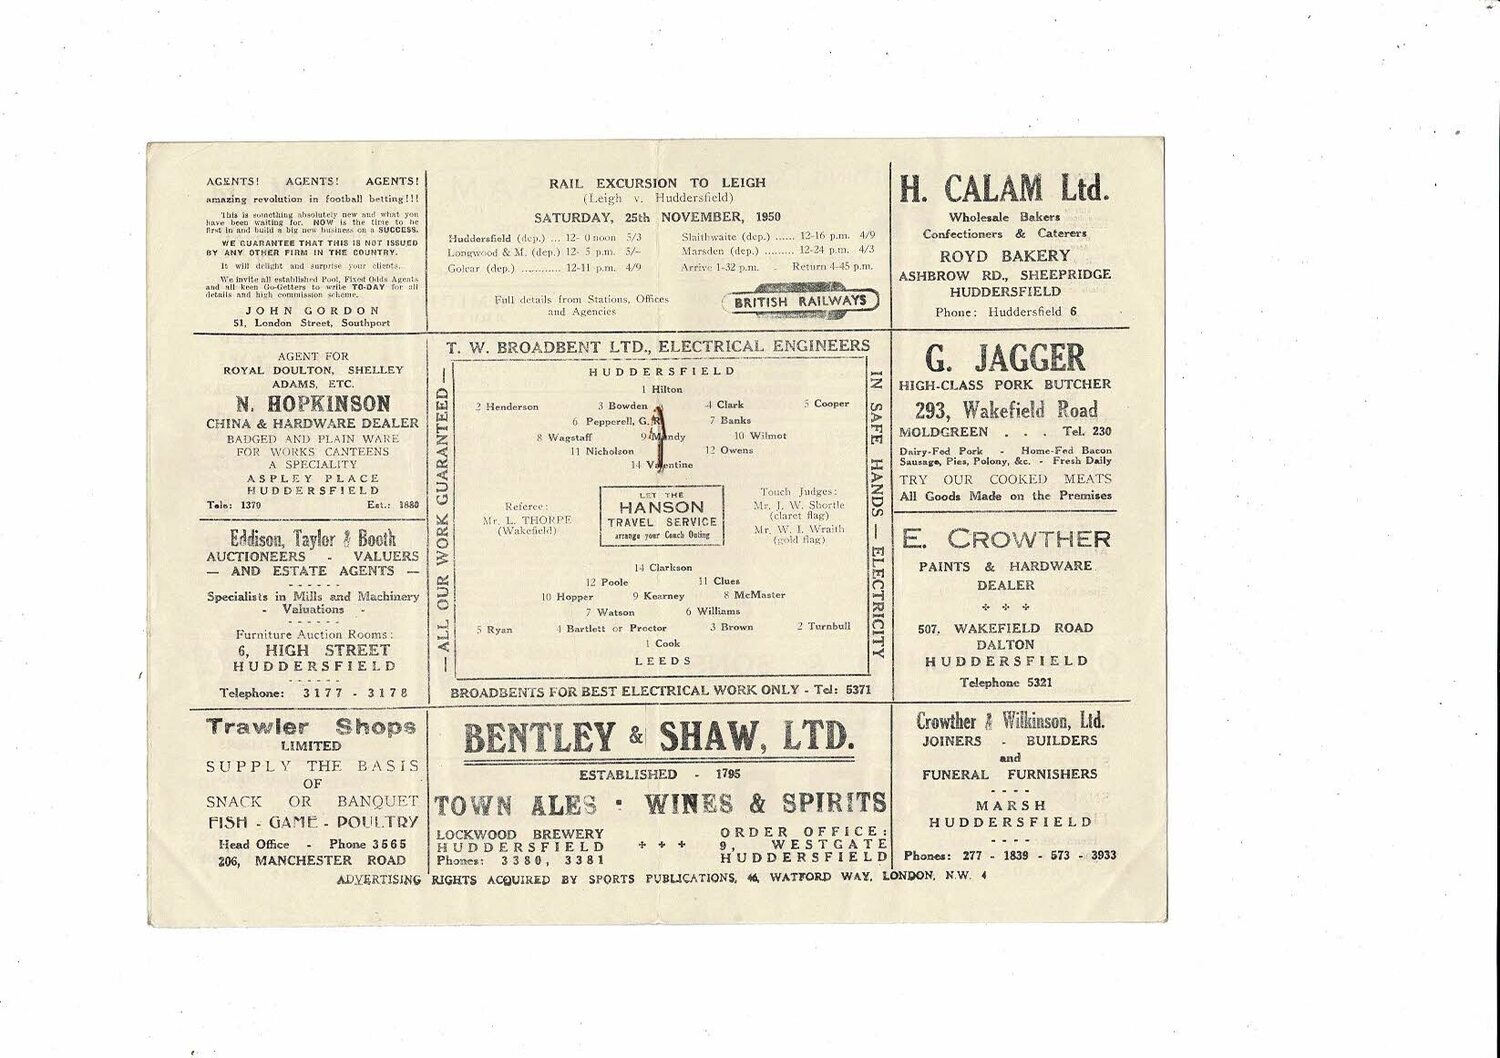 AGENTS! AGENTS! AGENTS!
amazing revolution in football betting!!!
This is something absolutely new and what you
have been waiting for. NOW is the time to be
first in and build a big new business on a SUCCESS.
WE GUARANTEE THAT THIS IS NOT ISSUED
BY ANY OTHER FIRM IN THE COUNTRY.
It will delight and surprise your clients.
We invite all established Pool, Fixed Odds Agents
and all keen Go-Getters to write TO-DAY for all
details and high commission scheme.
JOHN GORDON
51, London Street, Southport
RAIL EXCURSION TO LEIGH
(Leigh v. Huddersfield)
SATURDAY, 25th NOVEMBER, 1950
Huddersfield (dep.) ... 12- 0 noon 5/3
Longwood & M. (dep.) 12- 5 p.m. 5/-
Golcar (dep.) ........... 12-11 p.m. 4/9
Slaithwaite (dep.) ...... 12-16 p.m. 4/9
Marsden (dep.) ......... 12-24 p.m. 4/3
Arrive 1-32 p.m. - Return 4-45 p.m.
Full details from Stations, Offices
and Agencies
BRITISH RAILWAYS
H. CALAM Ltd.
Wholesale Bakers
Confectioners & Caterers
ROYD BAKERY
ASHBROW RD., SHEEPRIDGE
HUDDERSFIELD
Phone: Huddersfield 6
AGENT FOR
ROYAL DOULTON, SHELLEY
ADAMS, ETC.
N. HOPKINSON
CHINA & HARDWARE DEALER
BADGED AND PLAIN WARE
FOR WORKS CANTEENS
A SPECIALITY
ASPLEY PLACE
HUDDERSFIELD
Tele: 1370 Est.: 1880
T. W. BROADBENT LTD., ELECTRICAL ENGINEERS
— ALL OUR WORK GUARANTEED —
HUDDERSFIELD
1 Hilton
2 Henderson 3 Bowden 4 Clark 5 Cooper
6 Pepperell, G. 7 Banks
8 Wagstaff 9 10 Wilmot
11 Nicholson 12 Owens
14 Valentine
Referee:
Mr. L. THORPE
(Wakefield)
LET THE
HANSON
TRAVEL SERVICE
arrange your Coach Outing
Touch Judges:
Mr. J. W. Shortle
(claret flag)
Mr. W. I. Wraith
(gold flag)
14 Clarkson
12 Poole 11 Clues
10 Hopper 9 Kearney 8 McMaster
7 Watson 6 Williams
5 Ryan 4 Bartlett or Proctor 3 Brown 2 Turnbull
1 Cook
LEEDS
IN SAFE HANDS — ELECTRICITY
BROADBENTS FOR BEST ELECTRICAL WORK ONLY - Tel: 5371
G. JAGGER
HIGH-CLASS PORK BUTCHER
293, Wakefield Road
MOLDGREEN . . . Tel. 230
Dairy-Fed Pork - Home-Fed Bacon
Sausage, Pies, Polony, &c. - Fresh Daily
TRY OUR COOKED MEATS
All Goods Made on the Premises
Eddison, Taylor & Booth
AUCTIONEERS - VALUERS
— AND ESTATE AGENTS —
Specialists in Mills and Machinery
- Valuations -
Furniture Auction Rooms:
6, HIGH STREET
HUDDERSFIELD
Telephone: 3177 - 3178
E. CROWTHER
PAINTS & HARDWARE
DEALER
507, WAKEFIELD ROAD
DALTON
HUDDERSFIELD
Telephone 5321
Trawler Shops
LIMITED
SUPPLY THE BASIS
OF
SNACK OR BANQUET
FISH - GAME - POULTRY
Head Office - Phone 3565
206, MANCHESTER ROAD
BENTLEY & SHAW, LTD.
ESTABLISHED - 1795
TOWN ALES : WINES & SPIRITS
LOCKWOOD BREWERY
HUDDERSFIELD
Phones: 3380, 3381
ORDER OFFICE:
9, WESTGATE
HUDDERSFIELD
Crowther & Wilkinson, Ltd.
JOINERS - BUILDERS
and
FUNERAL FURNISHERS
MARSH
HUDDERSFIELD
Phones: 277 - 1839 - 573 - 3933
ADVERTISING RIGHTS ACQUIRED BY SPORTS PUBLICATIONS, 46, WATFORD WAY, LONDON, N.W. 4